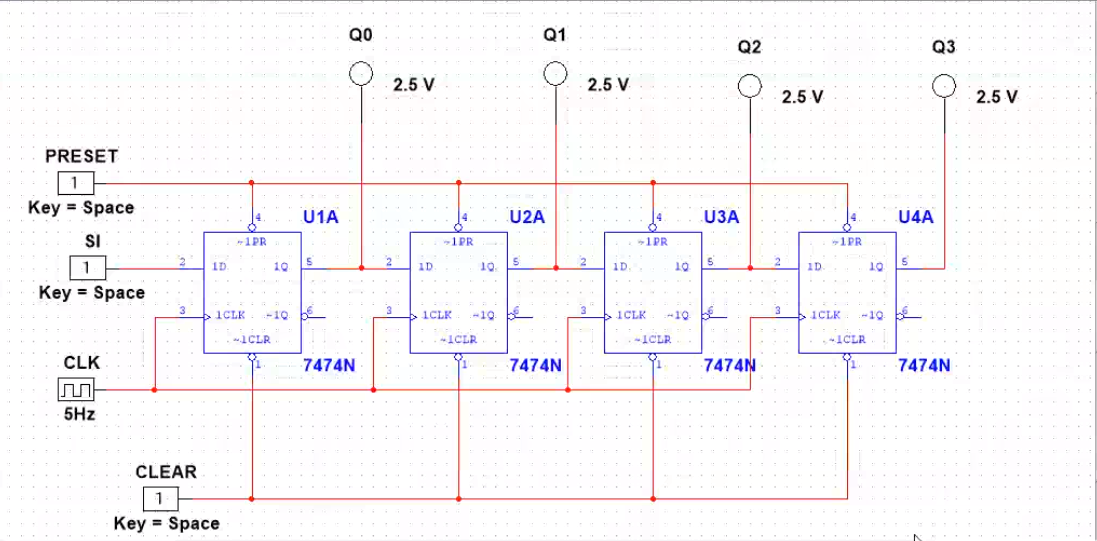 Q0
Q1
Q2
Q3
2.5 V
2.5 V
2.5 V
2.5 V
PRESET
1
Key = Space
4
U1A
4
U2A
4
U3A
4
U4A
SI
1
Key = Space
2
~1PR
1D
1Q
5
3
1CLK
~1Q
6
~1CLR
1
7474N
2
~1PR
1D
1Q
5
3
1CLK
~1Q
6
~1CLR
1
7474N
2
~1PR
1D
1Q
5
3
1CLK
~1Q
6
~1CLR
1
7474N
2
~1PR
1D
1Q
5
3
1CLK
~1Q
6
~1CLR
1
7474N
CLK
5Hz
CLEAR
1
Key = Space